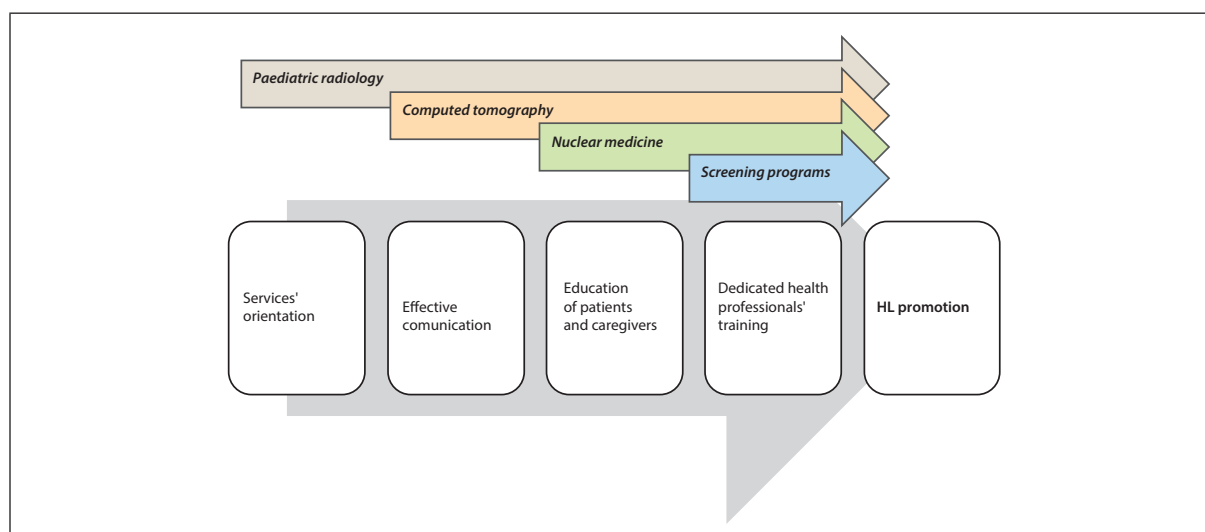 Paediatric radiology
Computed tomography
Nuclear medicine
Screening programs
Services'
orientation
Effective
comunication
Education
of patients
and caregivers
Dedicated health
professionals'
training
HL promotion